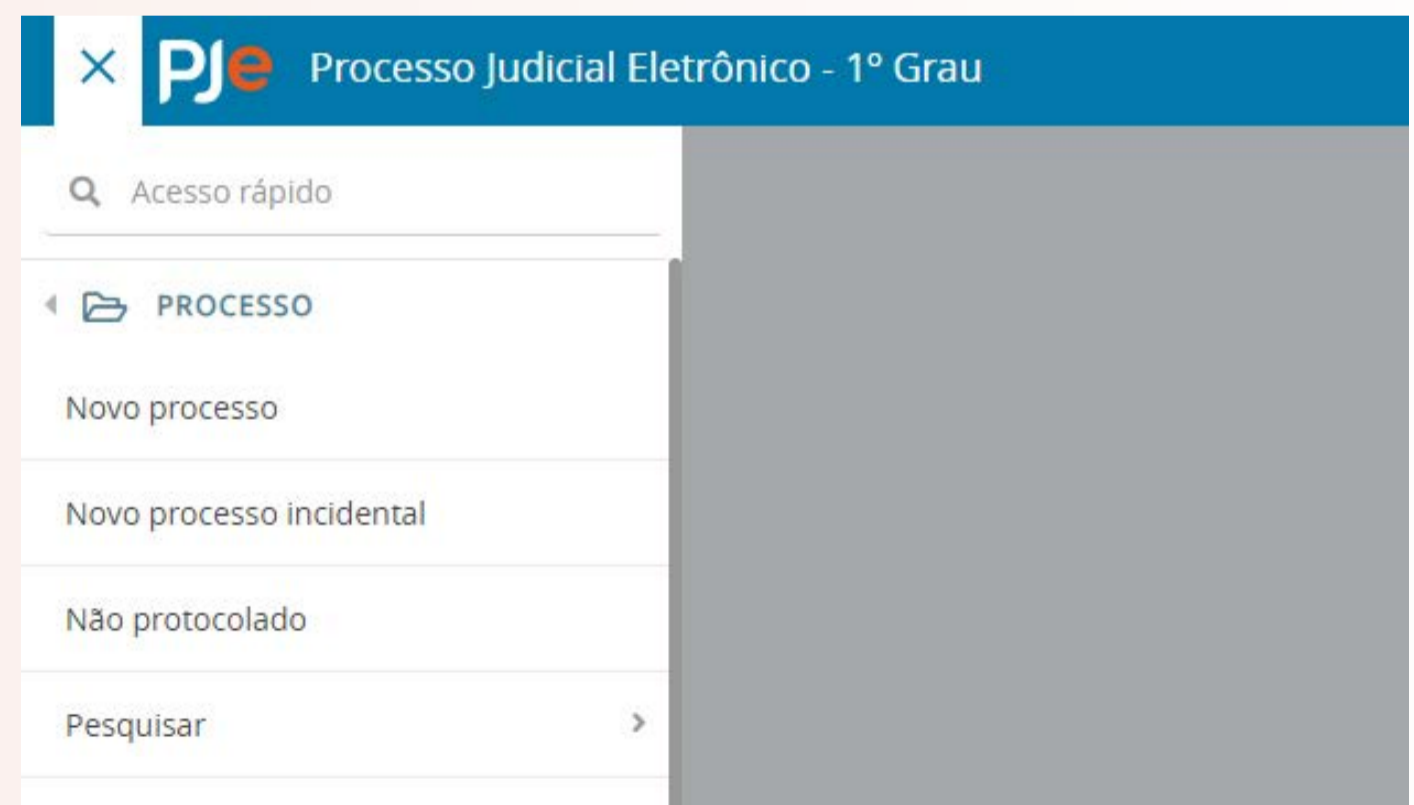 PJe Processo Judicial Eletrônico - 1º Grau
Acesso rápido
PROCESSO
Novo processo
Novo processo incidental
Não protocolado
Pesquisar